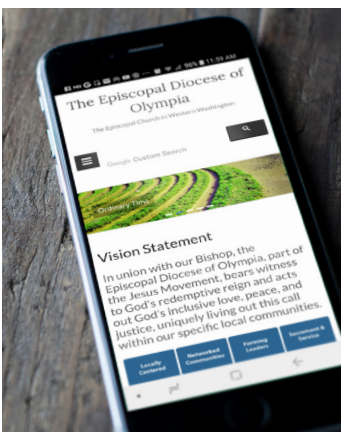 96% 11:59 AM
The Episcopal Diocese of
Olympia
The Episcopal Church in Western Washington
Google Custom Search
Ordinary Time
Vision Statement
In union with our Bishop, the
Episcopal Diocese of Olympia, part of
the Jesus Movement, bears witness
to God's redemptive reign and acts
out God's inclusive love, peace, and
justice, uniquely living out this call
within our specific local communities.
Locally
Centered
Networked
Communities
Forming
Leaders
Sacrament &
Service